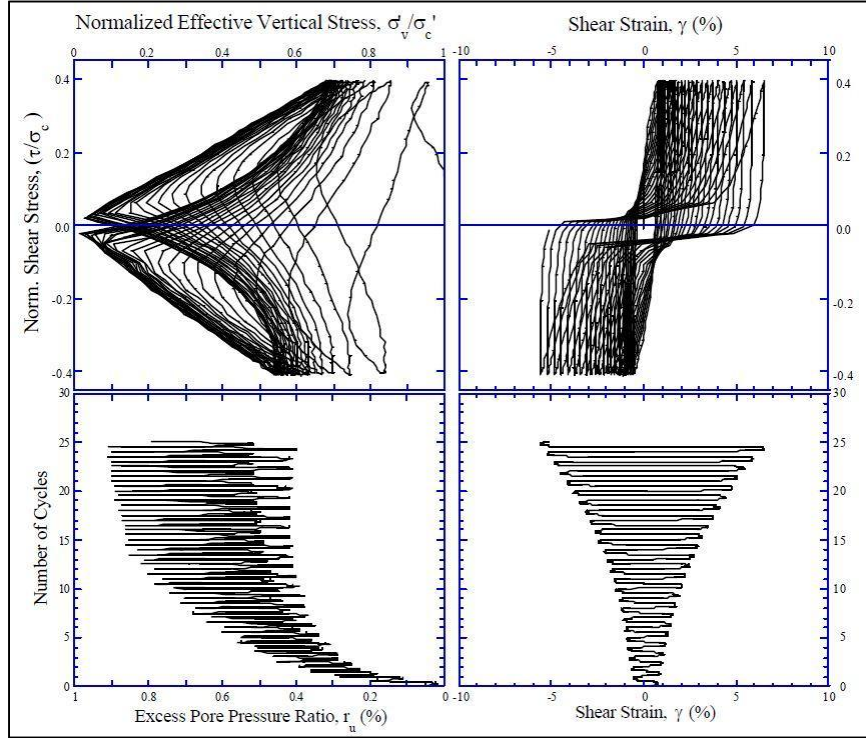 Normalized Effective Vertical Stress, σ'v/σc'
Shear Strain, γ (%)
0 0.2 0.4 0.6 0.8 1
-10 -5 0 5 10
Norm. Shear Stress, (τ/σc')
0.4 0.4
0.2 0.2
0.0 0.0
-0.2 -0.2
-0.4 -0.4
Number of Cycles
30 30
25 25
20 20
15 15
10 10
5 5
0 0
1 0.8 0.6 0.4 0.2 0
-10 -5 0 5 10
Excess Pore Pressure Ratio, ru (%)
Shear Strain, γ (%)